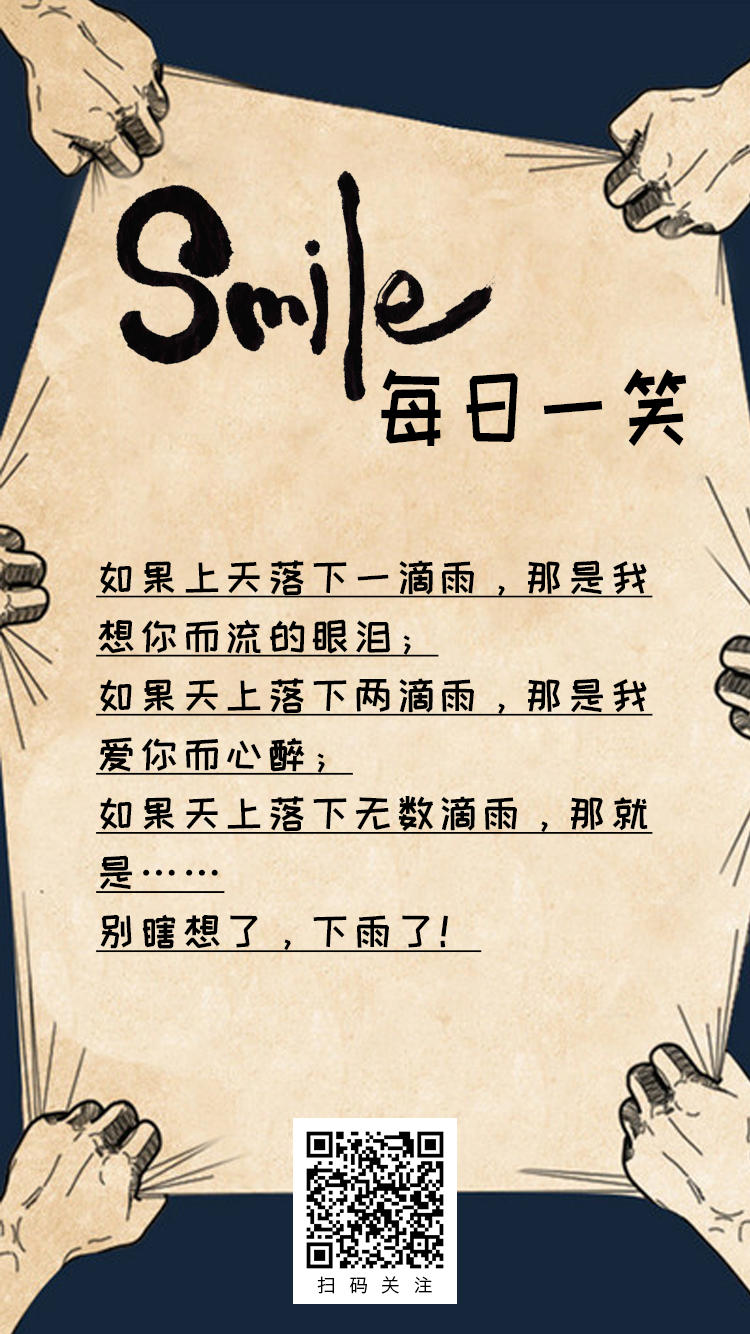 Smile
每日一笑
如果上天落下一滴雨，那是我
想你而流的眼泪；
如果天上落下两滴雨，那是我
爱你而心醉；
如果天上落下无数滴雨，那就
是……
别瞎想了，下雨了！
扫码关注